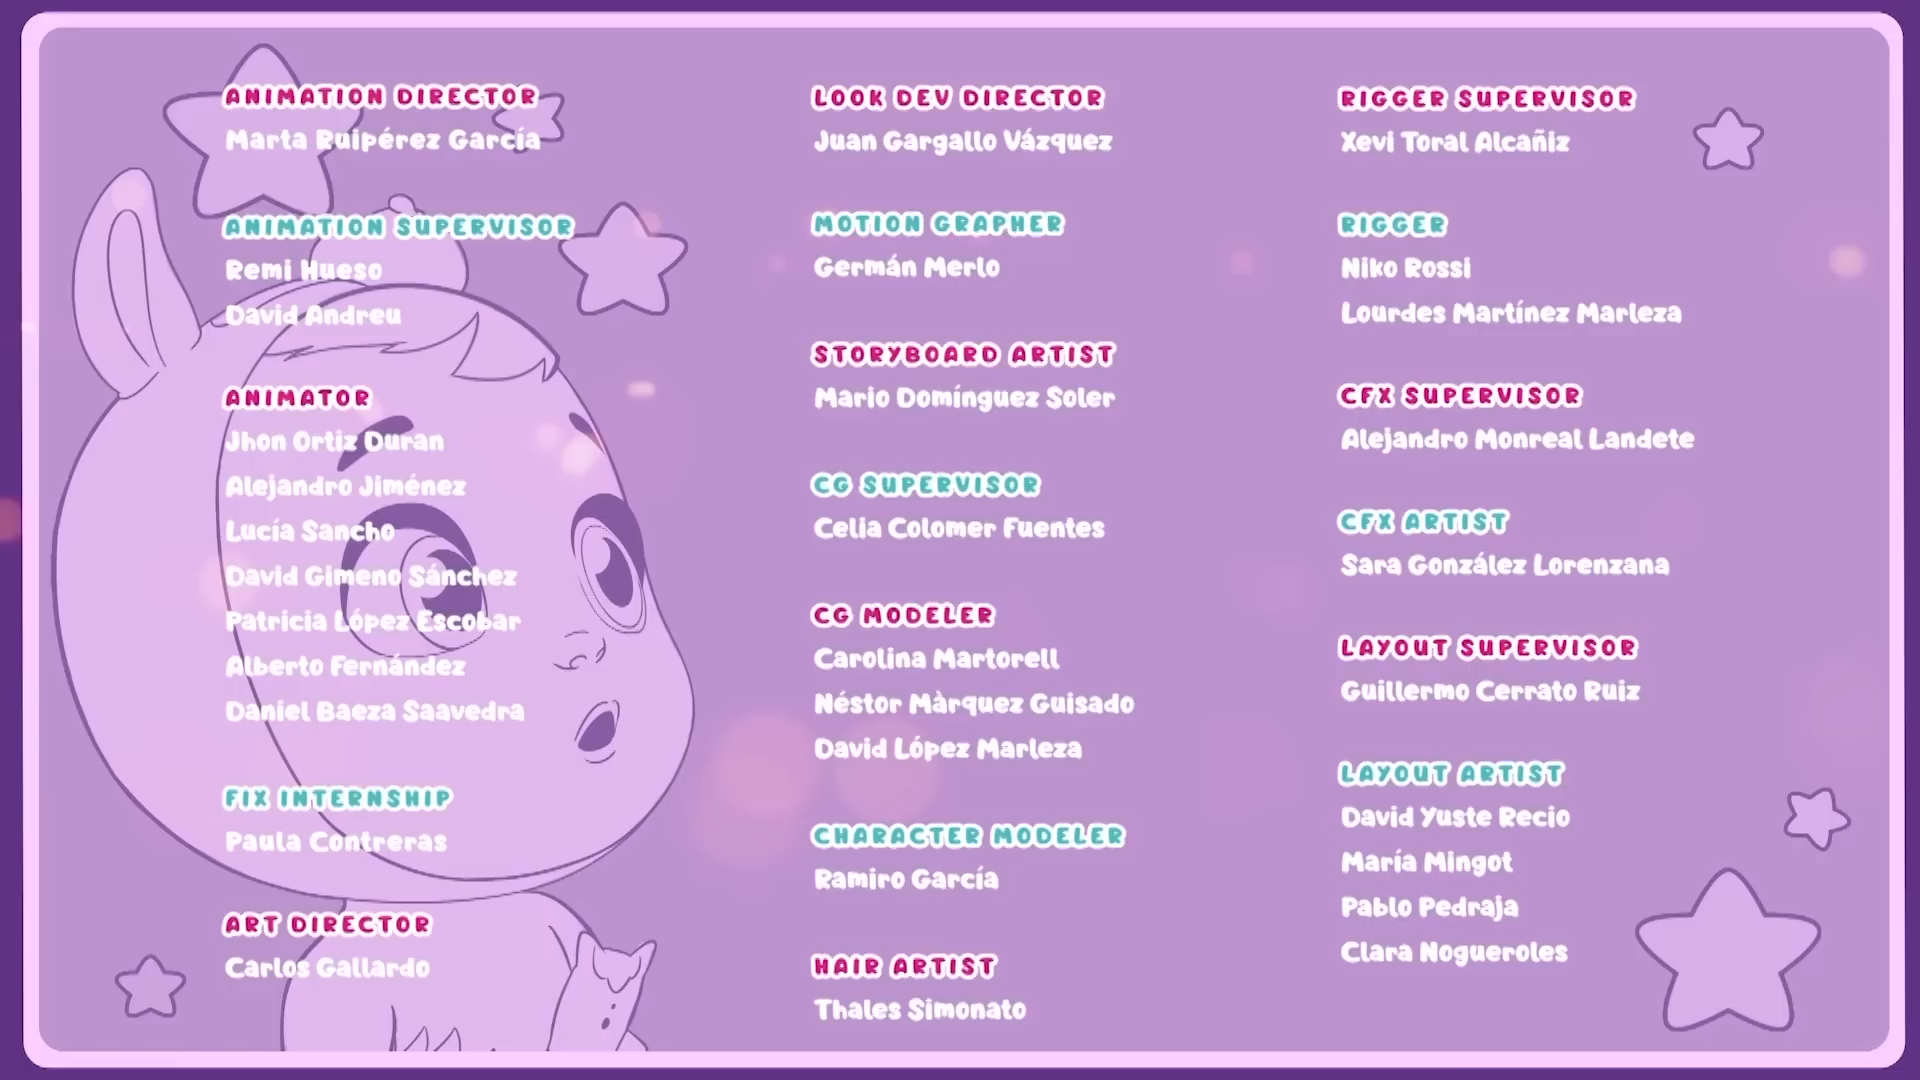 ANIMATION DIRECTOR
Marta Ruipérez García
ANIMATION SUPERVISOR
Remi Hueso
David Andreu
ANIMATOR
Jhon Ortiz Duran
Alejandro Jiménez
Lucía Sancho
David Gimeno Sánchez
Patricia López Escobar
Alberto Fernández
Daniel Baeza Saavedra
FIX INTERNSHIP
Paula Contreras
ART DIRECTOR
Carlos Gallardo
LOOK DEV DIRECTOR
Juan Gargallo Vázquez
MOTION GRAPHER
Germán Merlo
STORYBOARD ARTIST
Mario Domínguez Soler
CG SUPERVISOR
Celia Colomer Fuentes
CG MODELER
Carolina Martorell
Néstor Màrquez Guisado
David López Marleza
CHARACTER MODELER
Ramiro García
HAIR ARTIST
Thales Simonato
RIGGER SUPERVISOR
Xevi Toral Alcañiz
RIGGER
Niko Rossi
Lourdes Martínez Marleza
CFX SUPERVISOR
Alejandro Monreal Landete
CFX ARTIST
Sara González Lorenzana
LAYOUT SUPERVISOR
Guillermo Cerrato Ruiz
LAYOUT ARTIST
David Yuste Recio
María Mingot
Pablo Pedraja
Clara Nogueroles